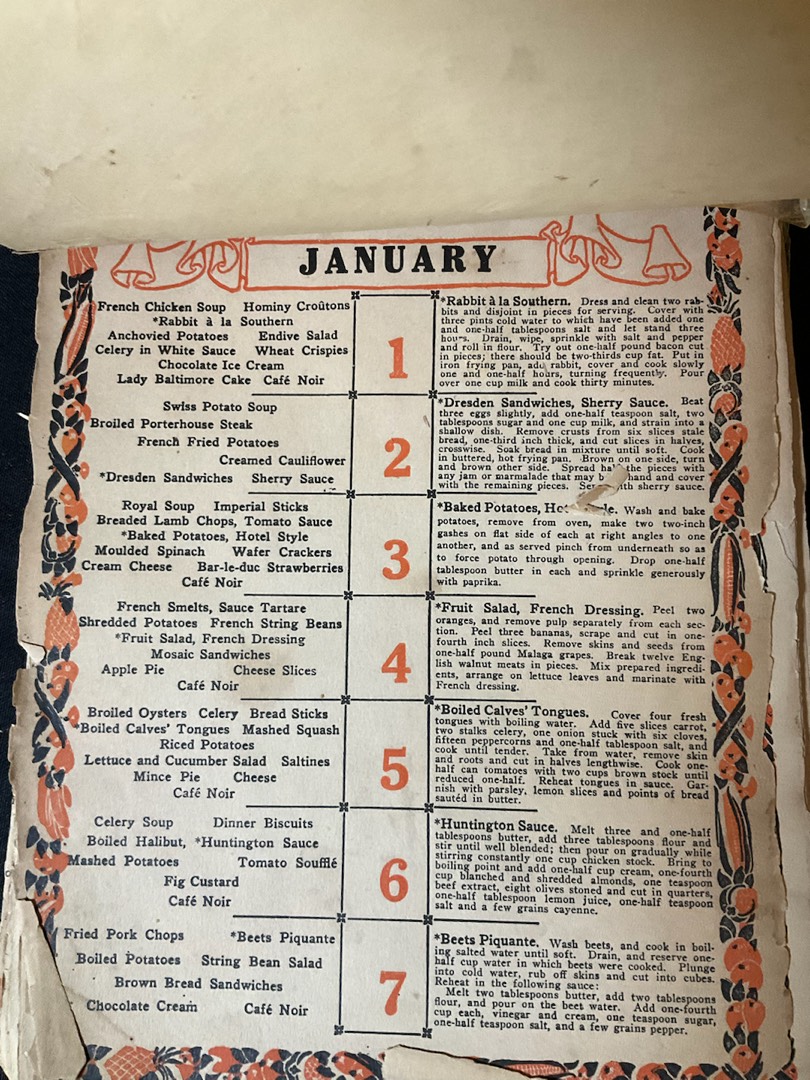 JANUARY
French Chicken Soup Hominy Croûtons
*Rabbit à la Southern
Anchovied Potatoes Endive Salad
Celery in White Sauce Wheat Crispies
Chocolate Ice Cream
Lady Baltimore Cake Café Noir
1
*Rabbit à la Southern. Dress and clean two rab-
bits and disjoint in pieces for serving. Cover with
three pints cold water to which have been added one
and one-half tablespoons salt and let stand three
hours. Drain, wipe, sprinkle with salt and pepper
and roll in flour. Try out one-half pound bacon cut
in pieces; there should be two-thirds cup fat. Put in
iron frying pan, add rabbit, cover and cook slowly
one and one-half hours, turning frequently. Pour
over one cup milk and cook thirty minutes.
Swiss Potato Soup
Broiled Porterhouse Steak
French Fried Potatoes
Creamed Cauliflower
*Dresden Sandwiches Sherry Sauce
2
*Dresden Sandwiches, Sherry Sauce. Beat
three eggs slightly, add one-half teaspoon salt, two
tablespoons sugar and one cup milk, and strain into a
shallow dish. Remove crusts from six slices stale
bread, one-third inch thick, and cut slices in halves,
crosswise. Soak bread in mixture until soft. Cook
in buttered, hot frying pan. Brown on one side, turn
and brown other side. Spread half the pieces with
any jam or marmalade that may hand and cover
with the remaining pieces. with sherry sauce.
Royal Soup Imperial Sticks
Breaded Lamb Chops, Tomato Sauce
*Baked Potatoes, Hotel Style
Moulded Spinach Wafer Crackers
Cream Cheese Bar-le-duc Strawberries
Café Noir
3
*Baked Potatoes, Wash and bake
potatoes, remove from oven, make two two-inch
gashes on flat side of each at right angles to one
another, and as served pinch from underneath so as
to force potato through opening. Drop one-half
tablespoon butter in each and sprinkle generously
with paprika.
French Smelts, Sauce Tartare
Shredded Potatoes French String Beans
*Fruit Salad, French Dressing
Mosaic Sandwiches
Apple Pie Cheese Slices
Café Noir
4
*Fruit Salad, French Dressing. Peel two
oranges, and remove pulp separately from each sec-
tion. Peel three bananas, scrape and cut in one-
fourth inch slices. Remove skins and seeds from
one-half pound Malaga grapes. Break twelve Eng-
lish walnut meats in pieces. Mix prepared ingredi-
ents, arrange on lettuce leaves and marinate with
French dressing.
Broiled Oysters Celery Bread Sticks
*Boiled Calves' Tongues Mashed Squash
Riced Potatoes
Lettuce and Cucumber Salad Saltines
Mince Pie Cheese
Café Noir
5
*Boiled Calves' Tongues. Cover four fresh
tongues with boiling water. Add five slices carrot,
two stalks celery, one onion stuck with six cloves,
fifteen peppercorns and one-half tablespoon salt, and
cook until tender. Take from water, remove skin
and roots and cut in halves lengthwise. Cook one-
half can tomatoes with two cups brown stock until
reduced one-half. Reheat tongues in sauce. Gar-
nish with parsley, lemon slices and points of bread
sautéd in butter.
Celery Soup Dinner Biscuits
Boiled Halibut, *Huntington Sauce
Mashed Potatoes Tomato Soufflé
Fig Custard
Café Noir
6
*Huntington Sauce. Melt three and one-half
tablespoons butter, add three tablespoons flour and
stir until well blended; then pour on gradually while
stirring constantly one cup chicken stock. Bring to
boiling point and add one-half cup cream, one-fourth
cup blanched and shredded almonds, one teaspoon
beef extract, eight olives stoned and cut in quarters,
one-half tablespoon lemon juice, one-half teaspoon
salt and a few grains cayenne.
Fried Pork Chops *Beets Piquante
Boiled Potatoes String Bean Salad
Brown Bread Sandwiches
Chocolate Cream Café Noir
7
*Beets Piquante. Wash beets, and cook in boil-
ing salted water until soft. Drain, and reserve one-
half cup water in which beets were cooked. Plunge
into cold water, rub off skins and cut into cubes.
Reheat in the following sauce:
Melt two tablespoons butter, add two tablespoons
flour, and pour on the beet water. Add one-fourth
cup each, vinegar and cream, one teaspoon sugar,
one-half teaspoon salt, and a few grains pepper.